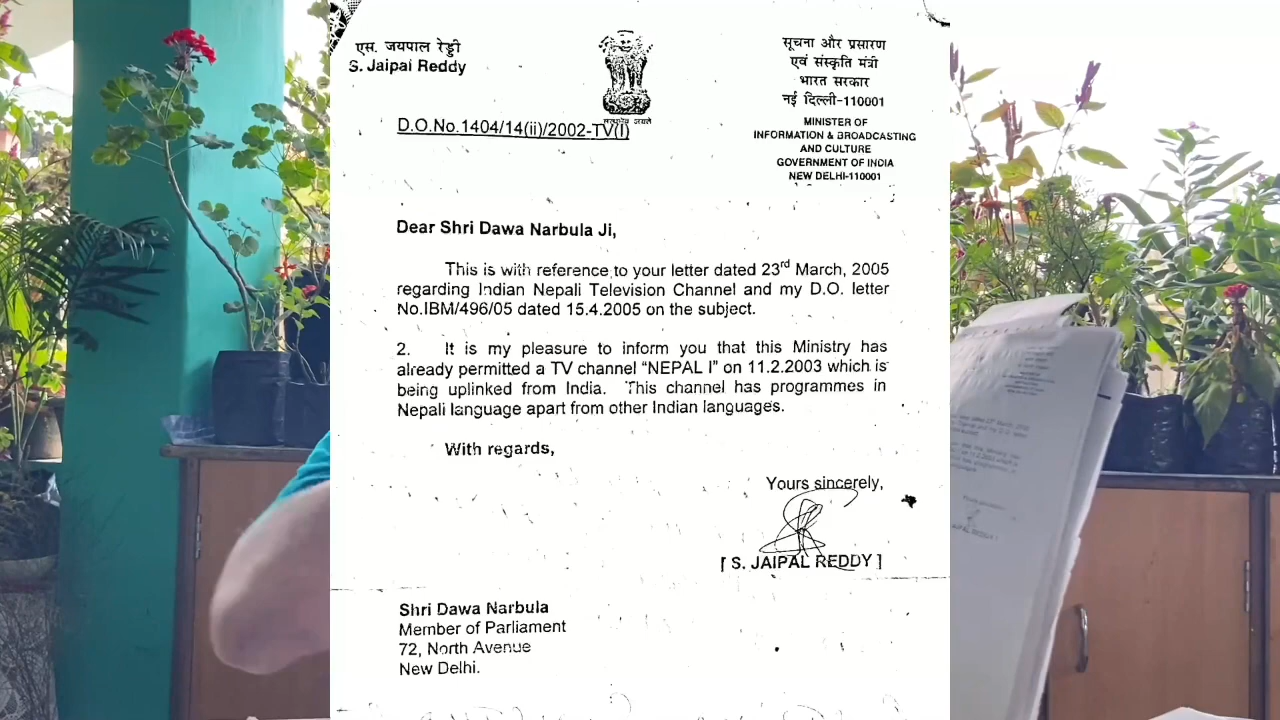 एस. जयपाल रेड्डी
S. Jaipal Reddy
सत्यमेव जयते
सूचना और प्रसारण
एवं संस्कृति मंत्री
भारत सरकार
नई दिल्ली-110001
MINISTER OF
INFORMATION & BROADCASTING
AND CULTURE
GOVERNMENT OF INDIA
NEW DELHI-110001
D.O.No.1404/14(ii)/2002-TV(I)
Dear Shri Dawa Narbula Ji,
This is with reference to your letter dated 23rd March, 2005
regarding Indian Nepali Television Channel and my D.O. letter
No.IBM/496/05 dated 15.4.2005 on the subject.
2. It is my pleasure to inform you that this Ministry has
already permitted a TV channel “NEPAL I” on 11.2.2003 which is
being uplinked from India. This channel has programmes in
Nepali language apart from other Indian languages.
With regards,
Yours sincerely,
[ S. JAIPAL REDDY ]
Shri Dawa Narbula
Member of Parliament
72, North Avenue
New Delhi.